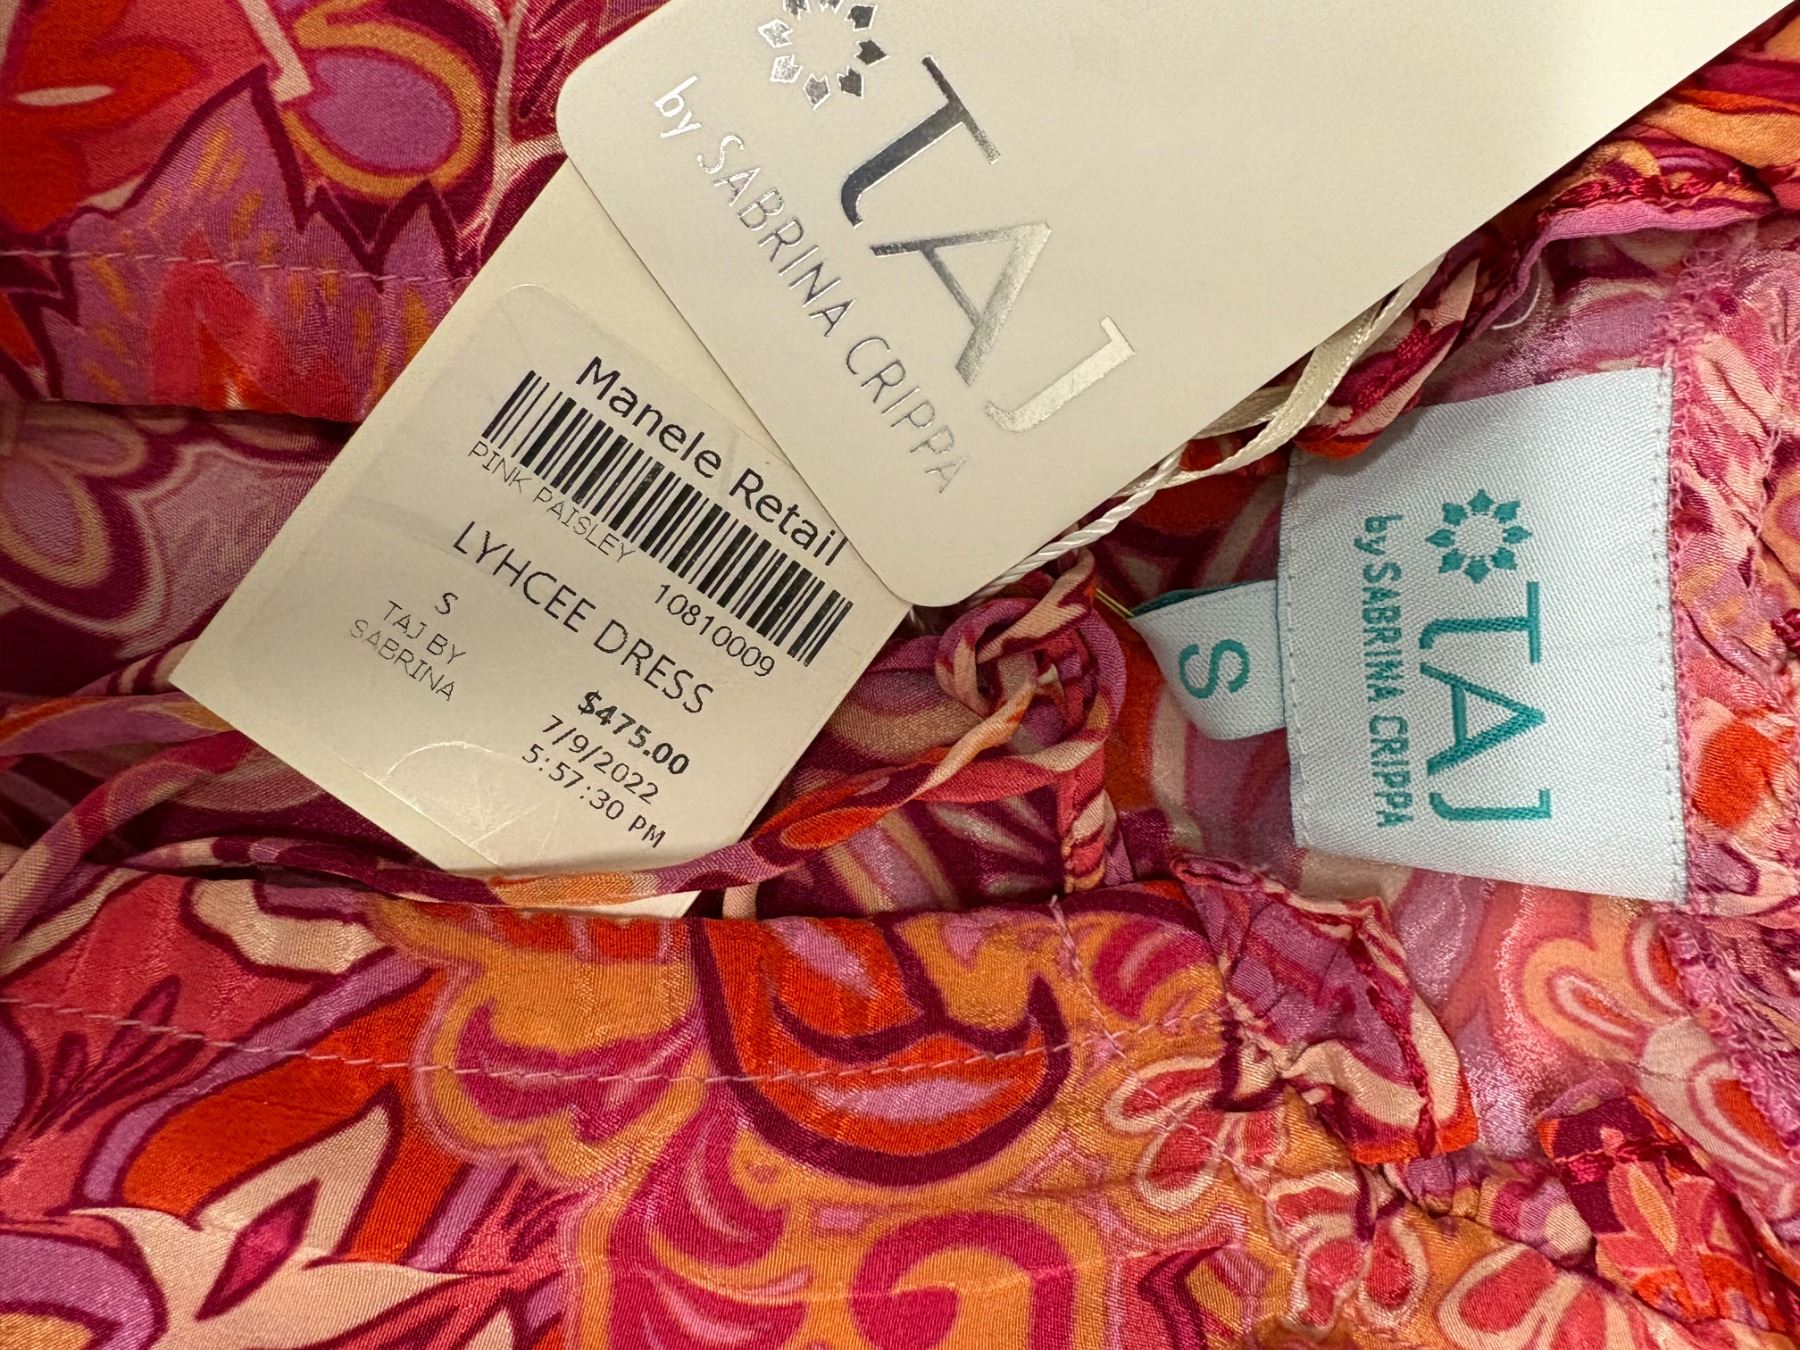 TAJ
by SABRINA CRIPPA
Manele Retail
PINK PAISLEY 10810009
LYHCEE DRESS
S $475.00
TAJ BY 7/9/2022
SABRINA 5:57:30 PM
TAJ
by SABRINA CRIPPA
S